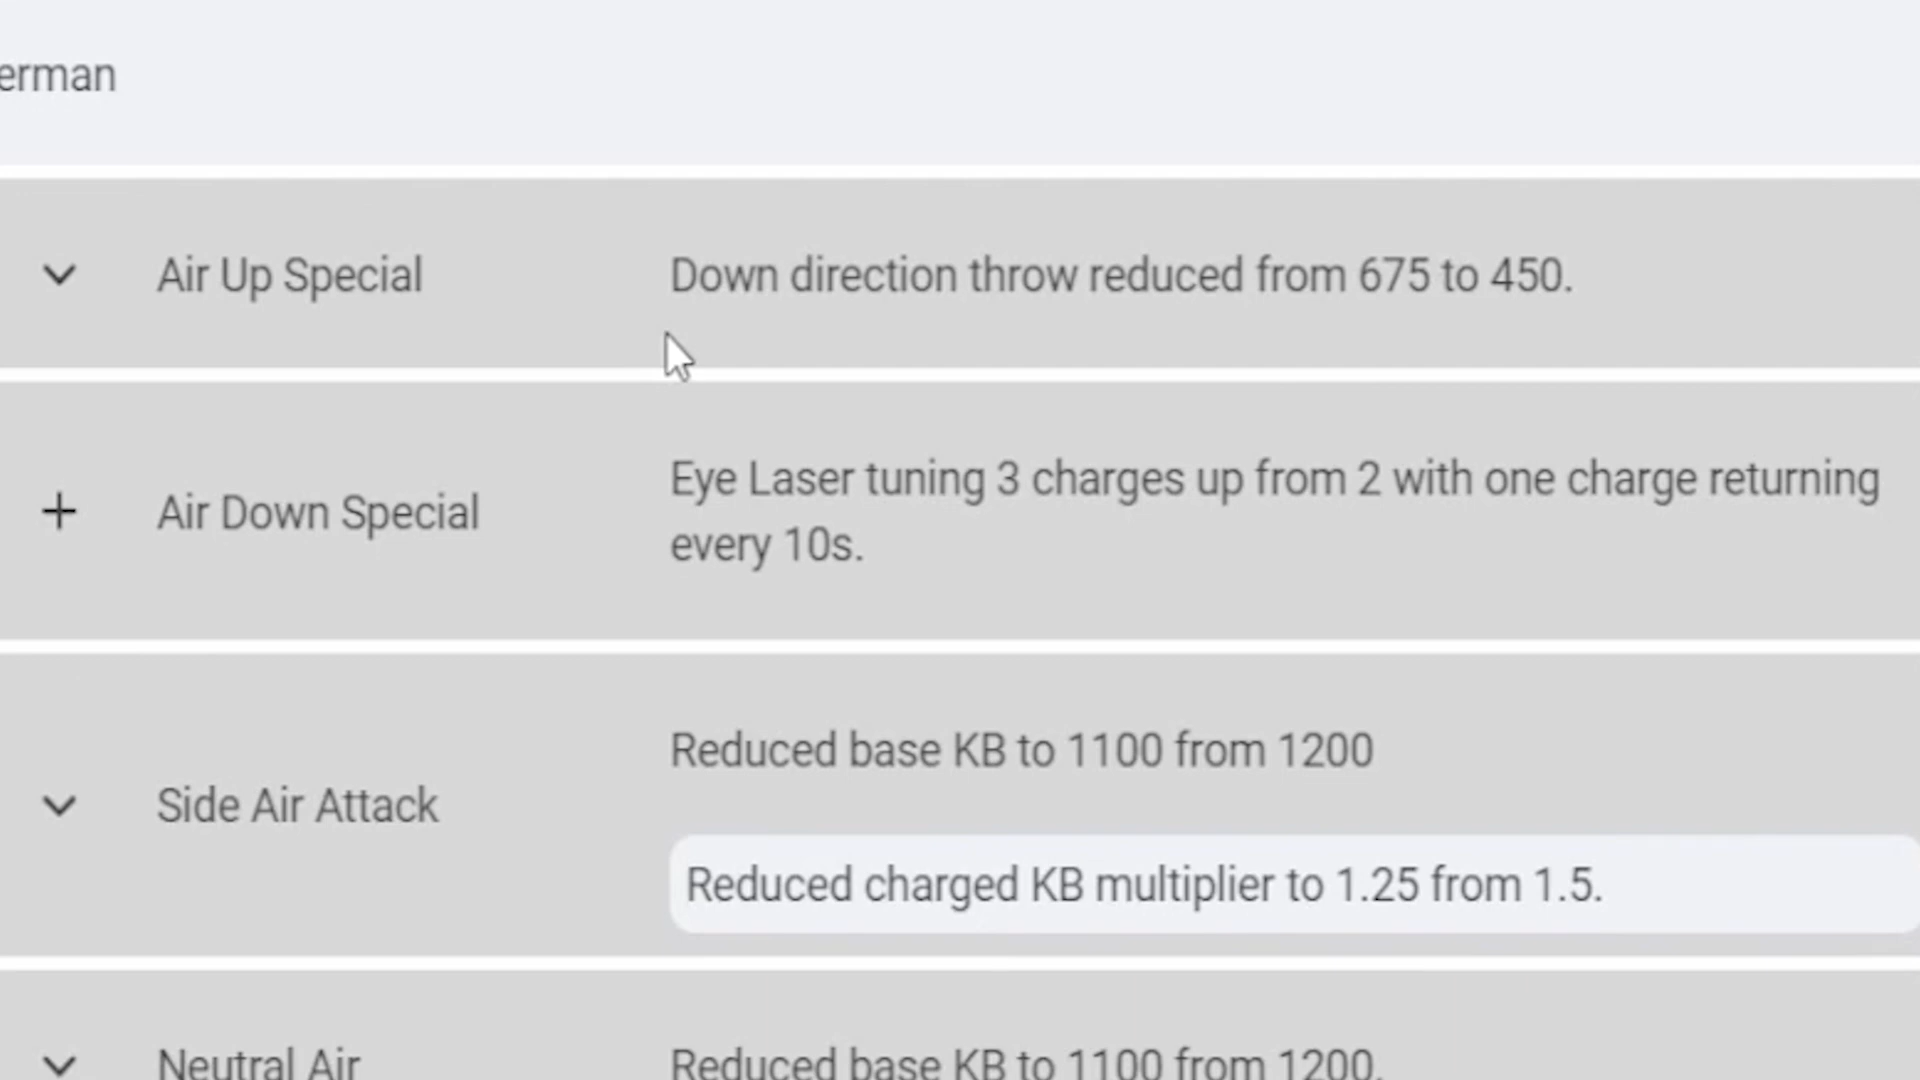 erman
Air Up Special
Down direction throw reduced from 675 to 450.
Air Down Special
Eye Laser tuning 3 charges up from 2 with one charge returning
every 10s.
Side Air Attack
Reduced base KB to 1100 from 1200
Reduced charged KB multiplier to 1.25 from 1.5.
Neutral Air
Reduced base KB to 1100 from 1200.